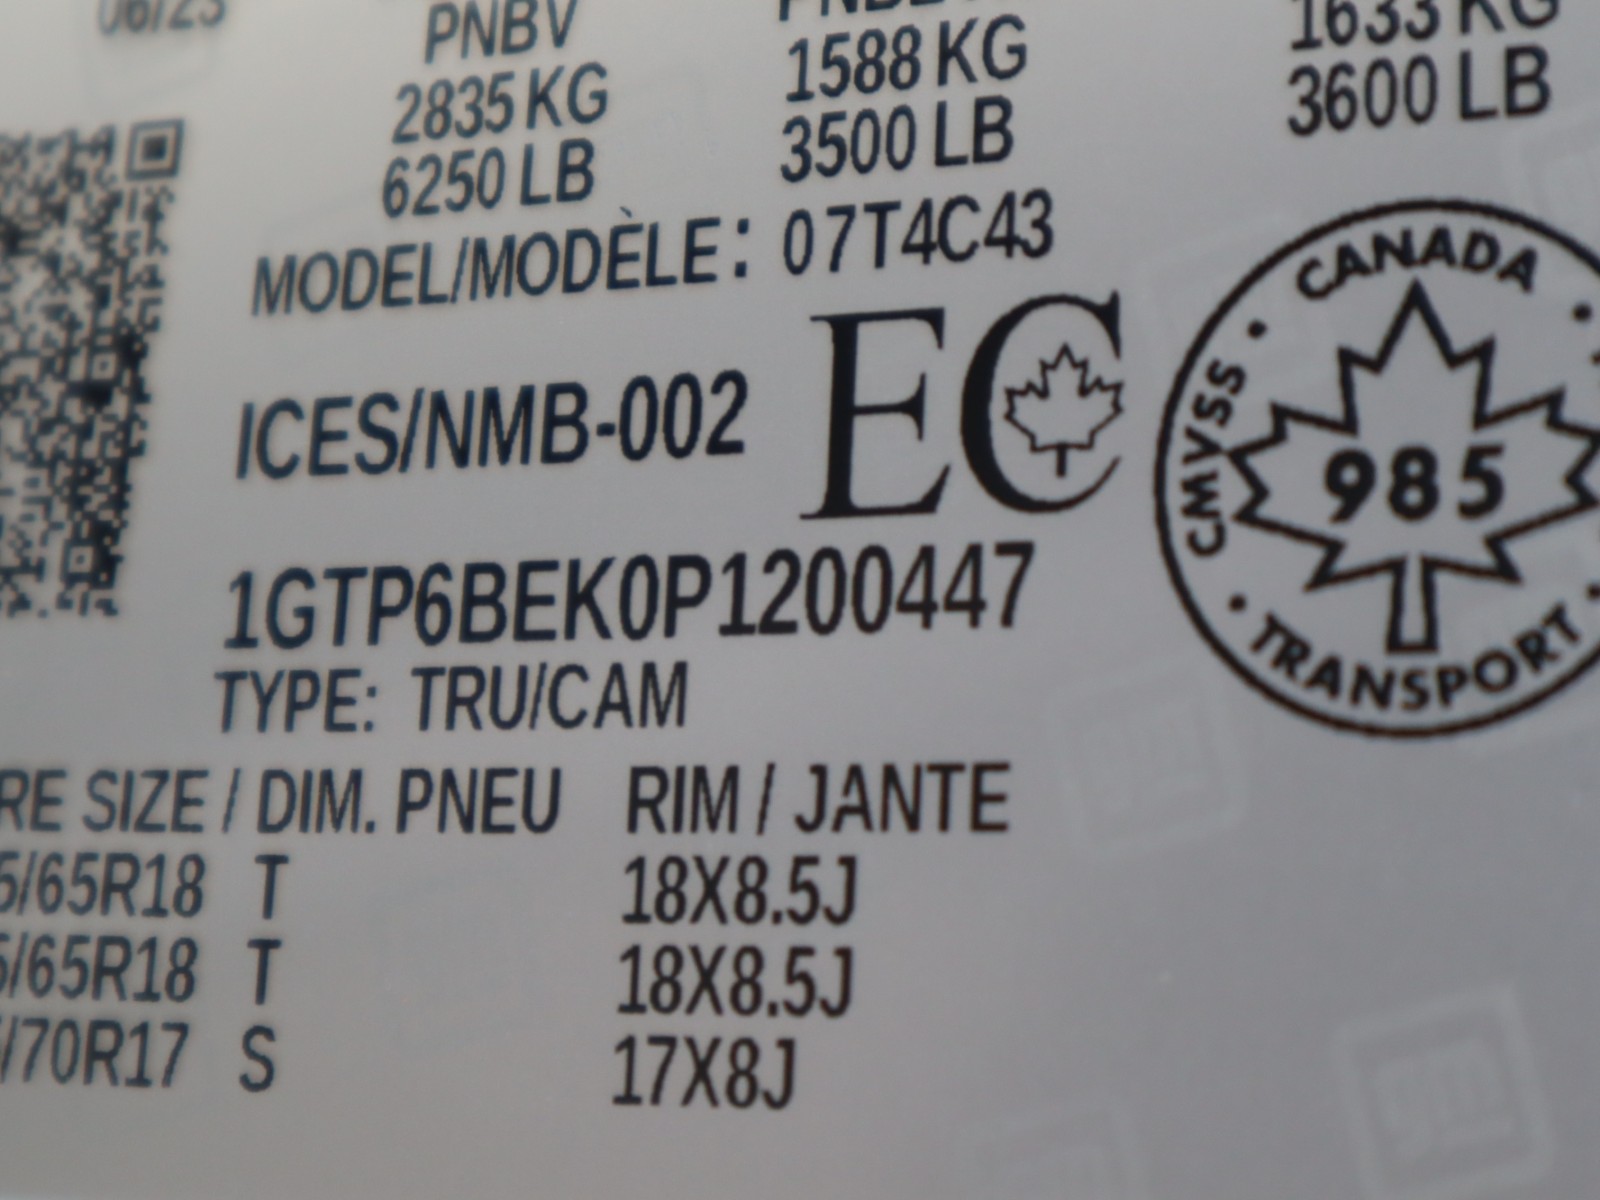 06/23
PNBV
2835 KG
1588 KG
1633 KG
6250 LB
3500 LB
3600 LB
MODEL/MODÈLE: 07T4C43
ICES/NMB-002
EC
CANADA
CMVSS
985
TRANSPORT
1GTP6BEK0P1200447
TYPE: TRU/CAM
RE SIZE / DIM. PNEU RIM / JANTE
5/65R18 T 18X8.5J
5/65R18 T 18X8.5J
/70R17 S 17X8J